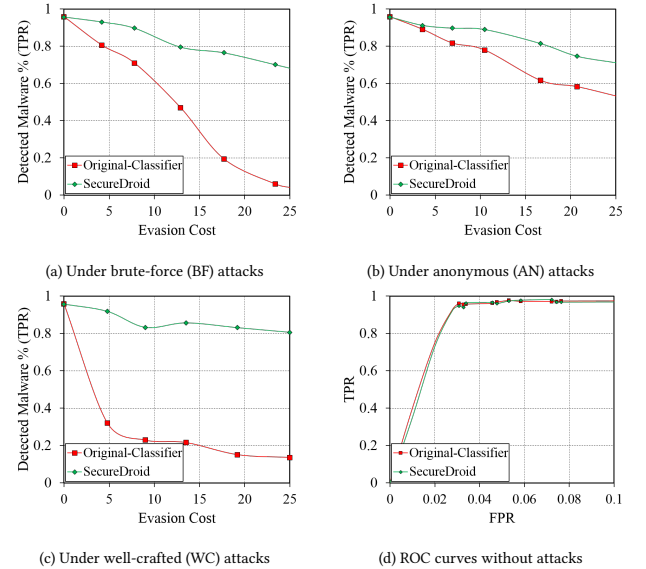 1
0.8
0.6
0.4
0.2
0
Detected Malware % (TPR)
Original-Classifier
SecureDroid
0 5 10 15 20 25
Evasion Cost
(a) Under brute-force (BF) attacks
1
0.8
0.6
0.4
0.2
0
Detected Malware % (TPR)
Original-Classifier
SecureDroid
0 5 10 15 20 25
Evasion Cost
(b) Under anonymous (AN) attacks
1
0.8
0.6
0.4
0.2
0
Detected Malware % (TPR)
Original-Classifier
SecureDroid
0 5 10 15 20 25
Evasion Cost
(c) Under well-crafted (WC) attacks
1
0.8
0.6
0.4
0.2
0
TPR
Original-Classifier
SecureDroid
0 0.02 0.04 0.06 0.08 0.1
FPR
(d) ROC curves without attacks